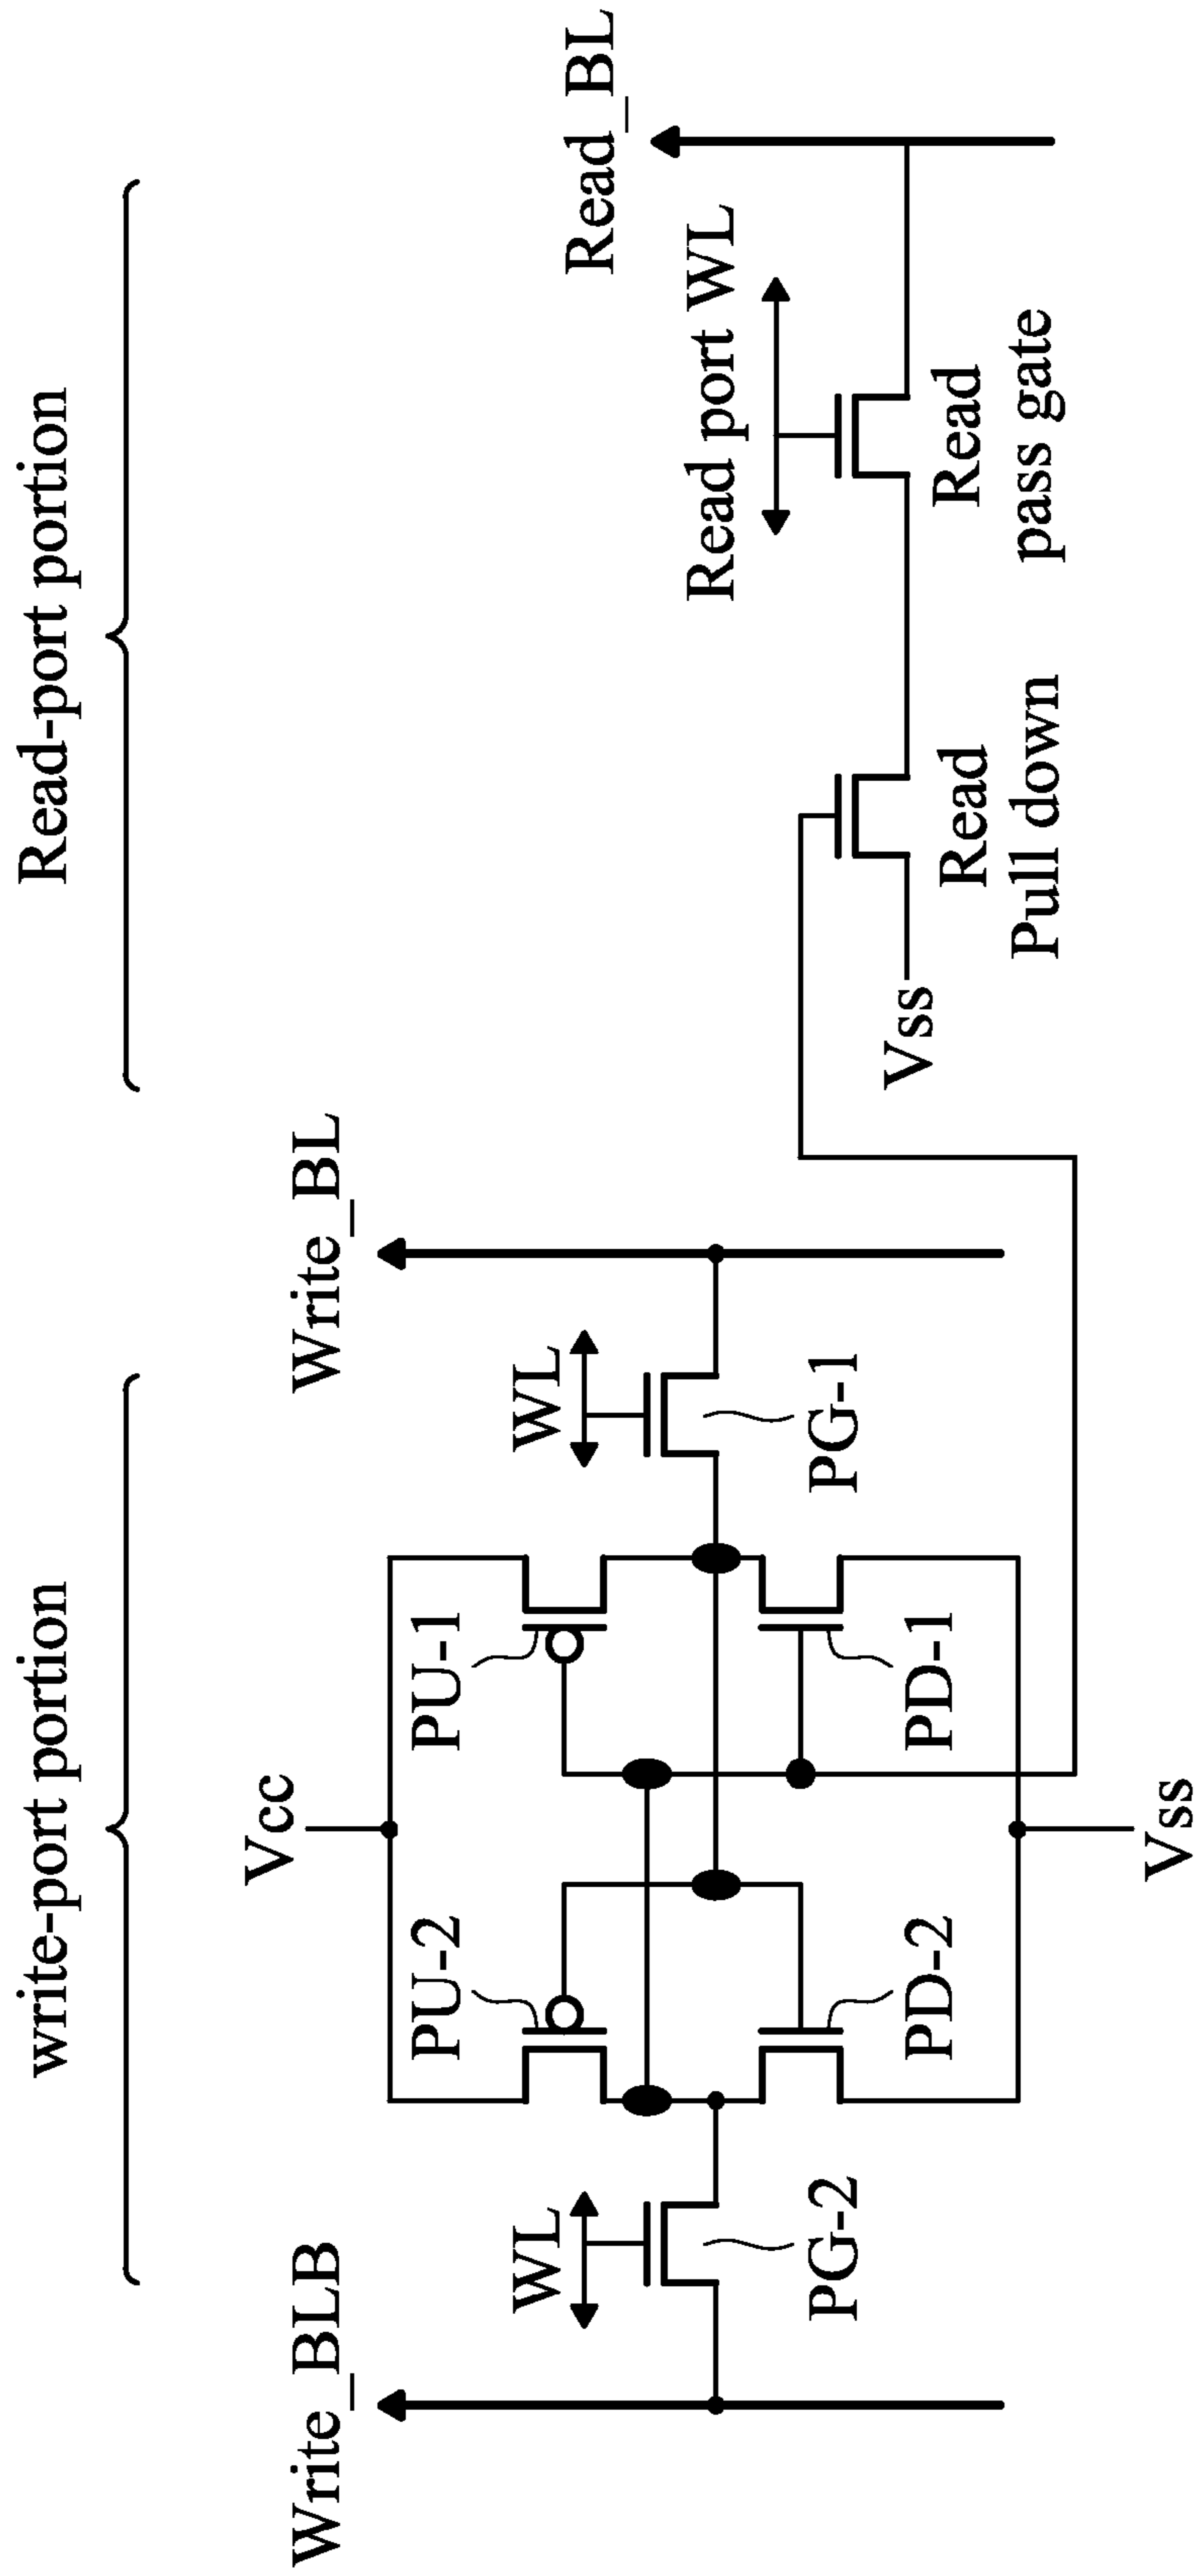 write-port portion
Read-port portion
Write_BLB
Vcc
Write_BL
Read_BL
WL
PU-2
PU-1
WL
Read port WL
PG-2
PD-2
PD-1
PG-1
Vss
Read
Pull down
Read
pass gate
Vss